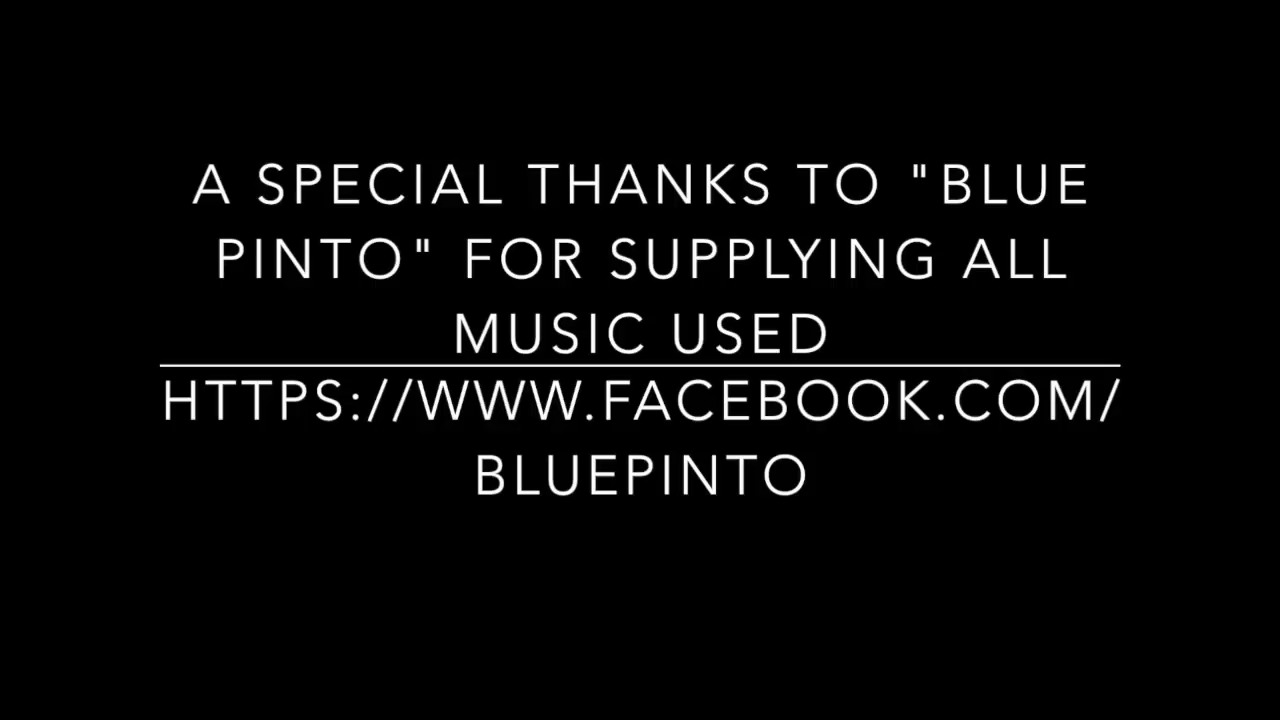 A SPECIAL THANKS TO "BLUE
PINTO" FOR SUPPLYING ALL
MUSIC USED
HTTPS://WWW.FACEBOOK.COM/
BLUEPINTO